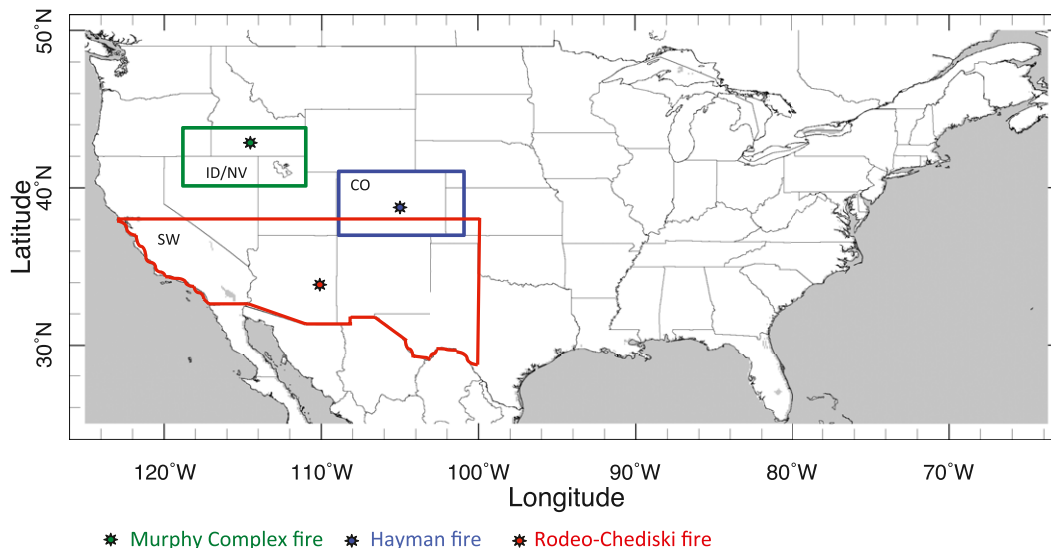 50°N
40°N
30°N
Latitude
ID/NV
CO
SW
120°W 110°W 100°W 90°W 80°W 70°W
Longitude
Murphy Complex fire Hayman fire Rodeo-Chediski fire